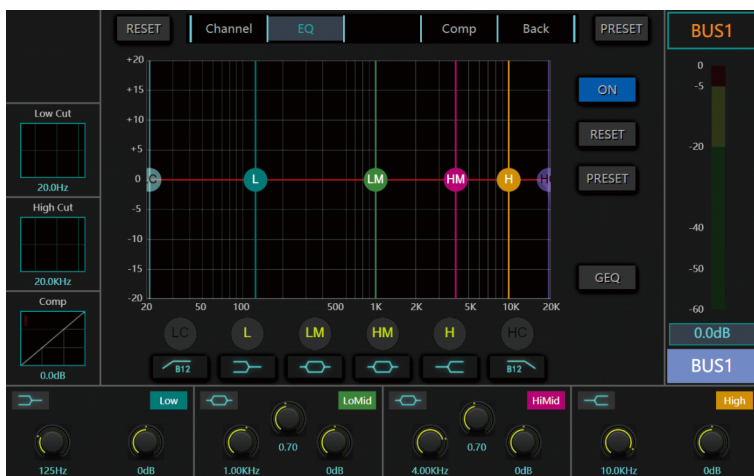 RESET Channel EQ Comp Back PRESET BUS1
Low Cut
20.0Hz
High Cut
20.0KHz
Comp
0.0dB
+20
+15
+10
+5
0
-5
-10
-15
-20
LC L LM HM H HC
20 50 100 500 1K 2K 5K 10K 20K
LC L LM HM H HC
B12 B12
ON
RESET
PRESET
GEQ
0
-5
-20
-40
-50
-60
0.0dB
BUS1
Low LoMid HiMid High
0.70 0.70
125Hz 0dB 1.00KHz 0dB 4.00KHz 0dB 10.0KHz 0dB